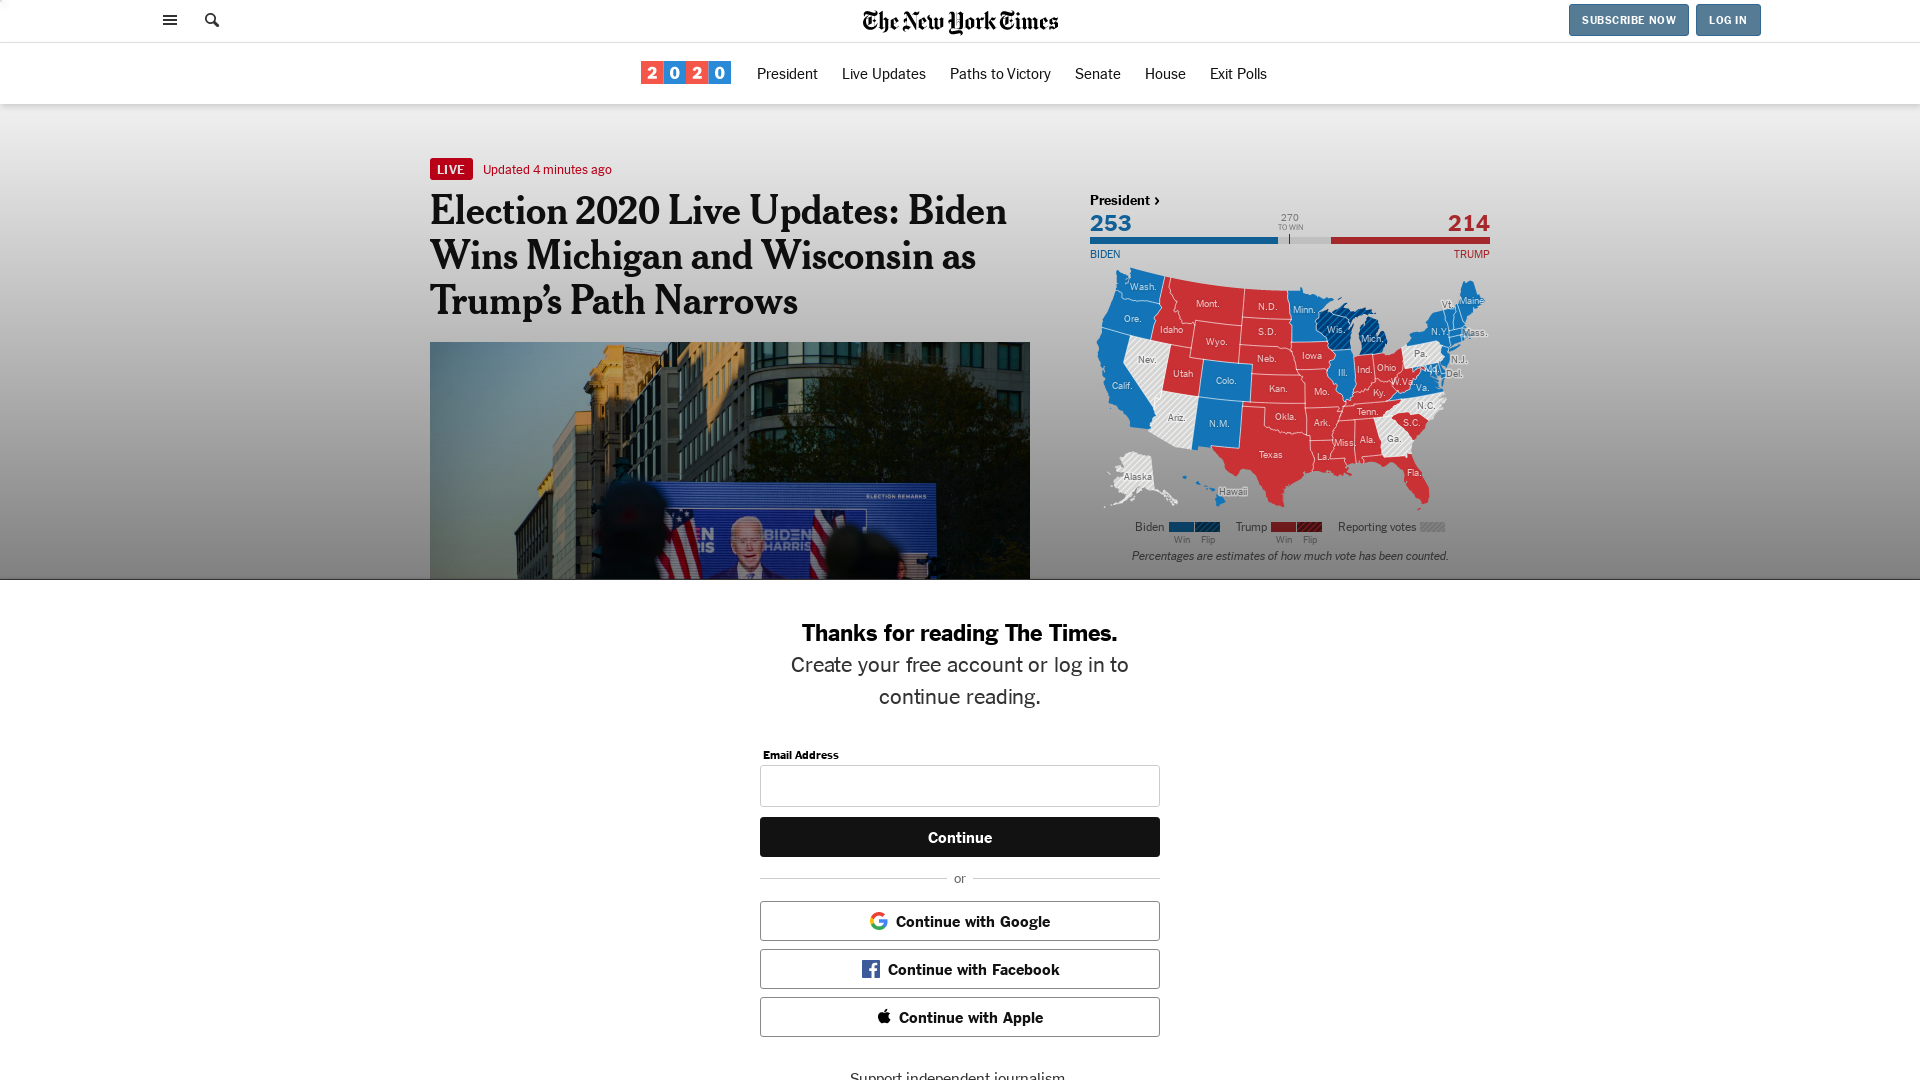 The New York Times
SUBSCRIBE NOW
LOG IN
2020
President
Live Updates
Paths to Victory
Senate
House
Exit Polls
LIVE
Updated 4 minutes ago
Election 2020 Live Updates: Biden
Wins Michigan and Wisconsin as
Trump’s Path Narrows
ELECTION REMARKS
BIDEN
HARRIS
President ›
253
270
TO WIN
214
BIDEN
TRUMP
Wash.
Mont.
N.D.
Minn.
Vt.
Maine
Ore.
Idaho
S.D.
Wis.
Mich.
N.Y.
Mass.
Wyo.
Nev.
Neb.
Iowa
Pa.
N.J.
Utah
Colo.
Ill.
Ind.
Ohio
Md.
Del.
Calif.
Kan.
Mo.
W.Va.
Va.
Ky.
Ariz.
N.M.
Okla.
Ark.
Tenn.
N.C.
S.C.
Texas
La.
Miss.
Ala.
Ga.
Fla.
Alaska
Hawaii
Biden
Win
Flip
Trump
Win
Flip
Reporting votes
Percentages are estimates of how much vote has been counted.
Thanks for reading The Times.
Create your free account or log in to
continue reading.
Email Address
Continue
or
Continue with Google
Continue with Facebook
Continue with Apple
Support independent journalism